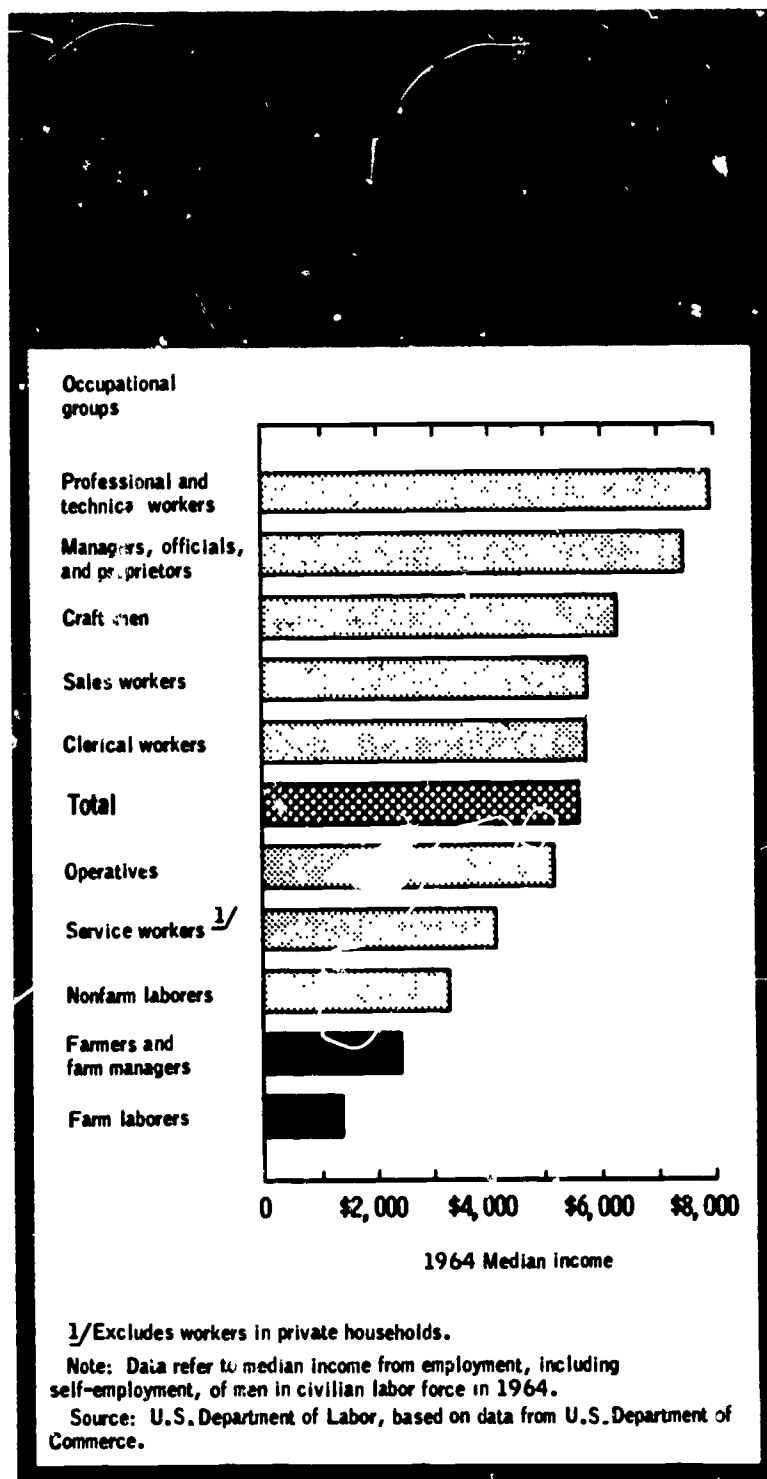 Occupational
groups
Professional and
technical workers
Managers, officials,
and proprietors
Craftsmen
Sales workers
Clerical workers
Total
Operatives
Service workers 1/
Nonfarm laborers
Farmers and
farm managers
Farm laborers
0 $2,000 $4,000 $6,000 $8,000
1964 Median income
1/Excludes workers in private households.
Note: Data refer to median income from employment, including
self-employment, of men in civilian labor force in 1964.
Source: U.S. Department of Labor, based on data from U.S. Department of
Commerce.